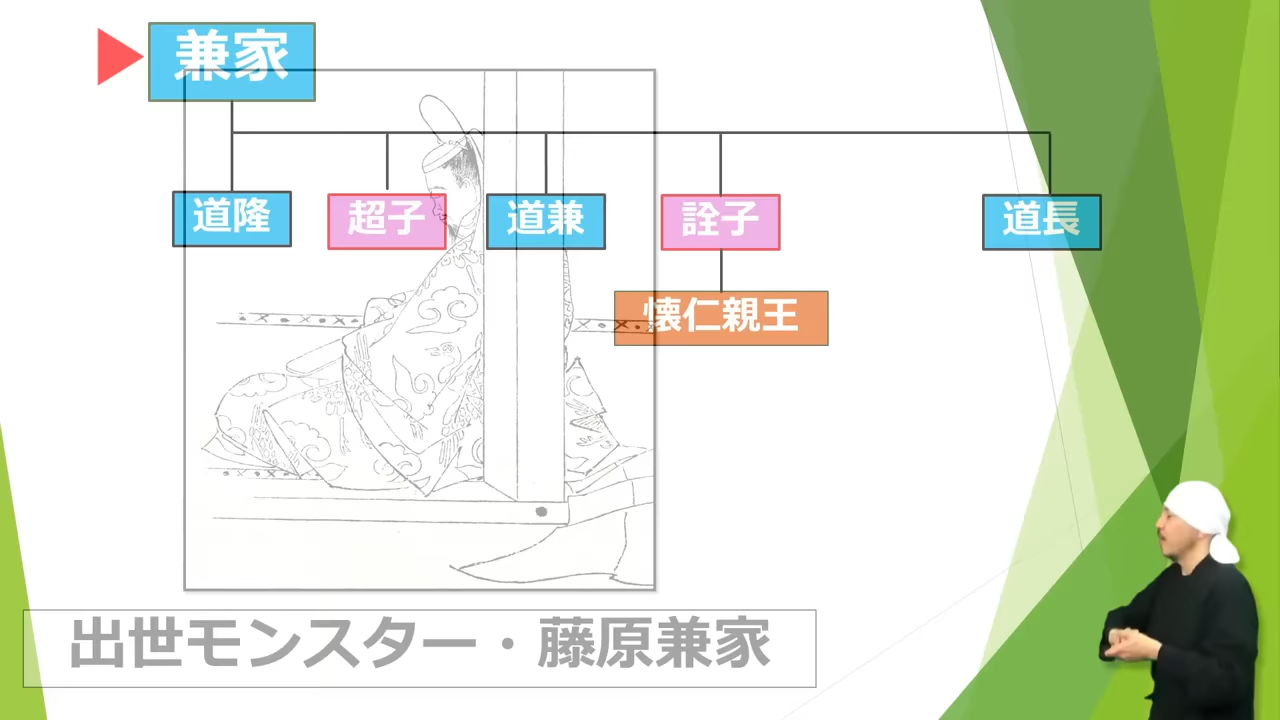 兼家
道隆
超子
道兼
詮子
道長
懐仁親王
出世モンスター・藤原兼家